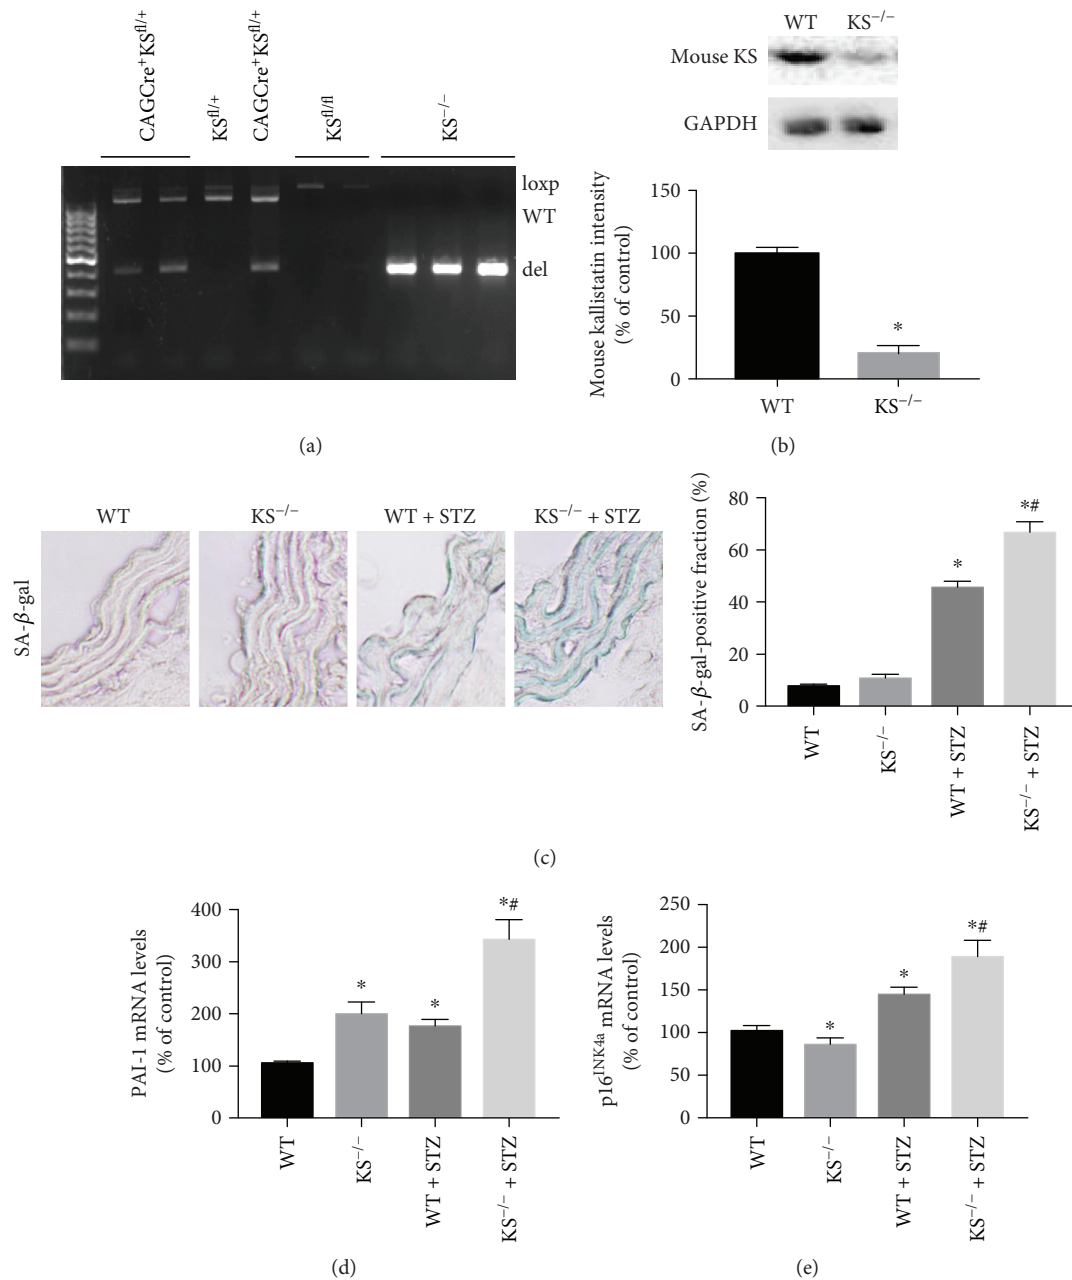 CAGCre⁺KS^fl/+
KS^fl/+
CAGCre⁺KS^fl/+
KS^fl/fl
KS⁻/⁻
loxp
WT
del
(a)
WT KS⁻/⁻
Mouse KS
GAPDH
Mouse kallistatin intensity
(% of control)
150
100
50
0
*
WT KS⁻/⁻
(b)
WT KS⁻/⁻ WT + STZ KS⁻/⁻ + STZ
SA-β-gal
SA-β-gal-positive fraction (%)
80
60
40
20
0
*
*#
WT
KS⁻/⁻
WT + STZ
KS⁻/⁻ + STZ
(c)
PAI-1 mRNA levels
(% of control)
400
300
200
100
0
*
*
*#
WT
KS⁻/⁻
WT + STZ
KS⁻/⁻ + STZ
(d)
p16^INK4a mRNA levels
(% of control)
250
200
150
100
50
0
*
*
*#
WT
KS⁻/⁻
WT + STZ
KS⁻/⁻ + STZ
(e)